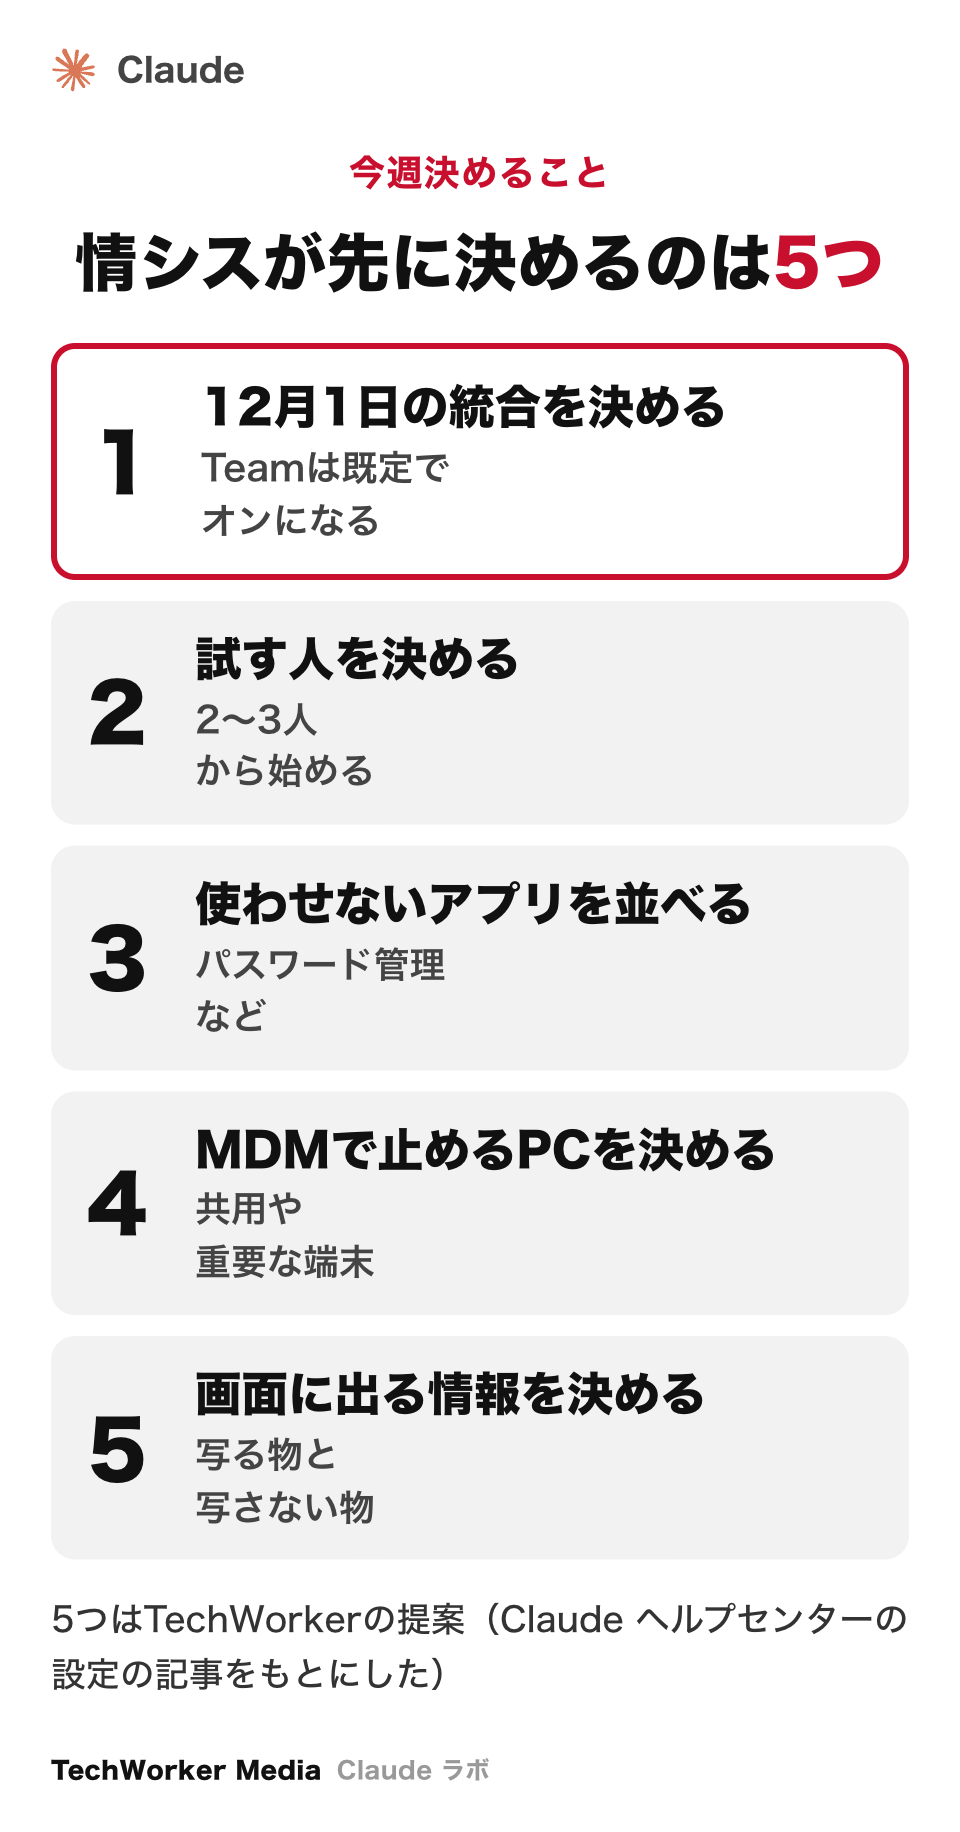 Claude
今週決めること
情シスが先に決めるのは5つ
1
12月1日の統合を決める
Teamは既定で
オンになる
2
試す人を決める
2〜3人
から始める
3
使わせないアプリを並べる
パスワード管理
など
4
MDMで止めるPCを決める
共用や
重要な端末
5
画面に出る情報を決める
写る物と
写さない物
5つはTechWorkerの提案（Claude ヘルプセンターの
設定の記事をもとにした）
TechWorker Media Claude ラボ